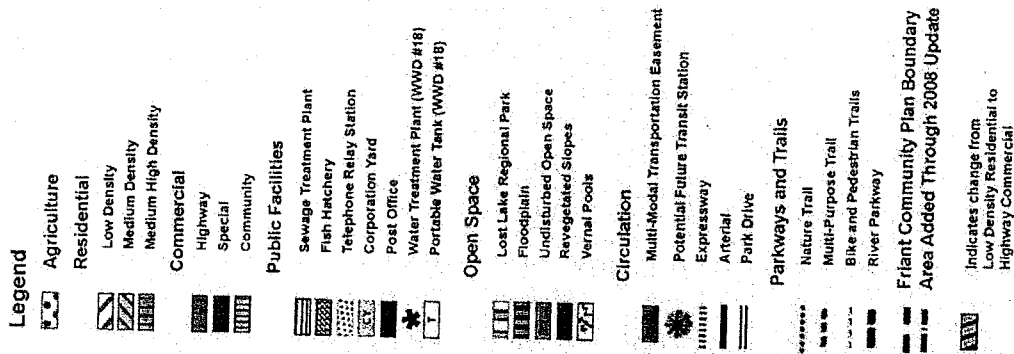 Legend
Agriculture
Residential
Low Density
Medium Density
Medium High Density
Commercial
Highway
Special
Community
Public Facilities
Sewage Treatment Plant
Fish Hatchery
Telephone Relay Station
CY Corporation Yard
Post Office
Water Treatment Plant (WWD #18)
T Portable Water Tank (WWD #18)
Open Space
Lost Lake Regional Park
Floodplain
Undisturbed Open Space
Revegetated Slopes
Vernal Pools
Circulation
Multi-Modal Transportation Easement
Potential Future Transit Station
Expressway
Arterial
Park Drive
Parkways and Trails
Nature Trail
Multi-Purpose Trail
Bike and Pedestrian Trails
River Parkway
Friant Community Plan Boundary
Area Added Through 2008 Update
Indicates change from
Low Density Residential to
Highway Commercial